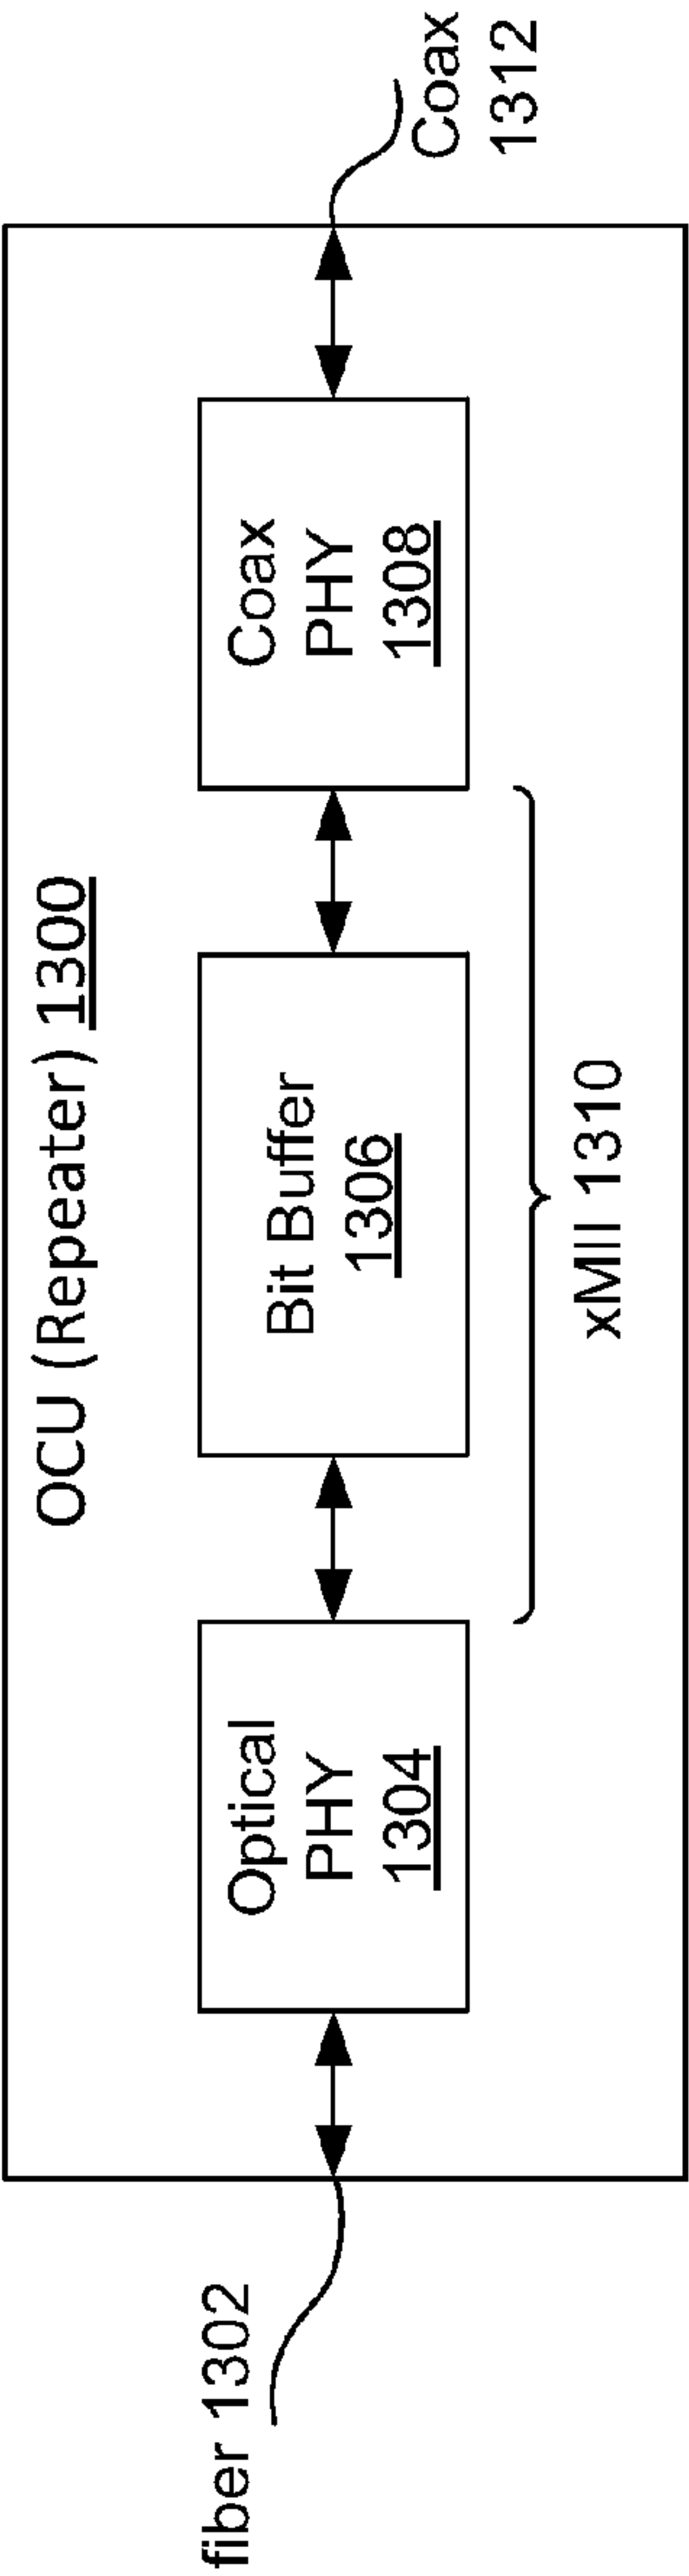 OCU (Repeater) 1300
fiber 1302
Optical
PHY
1304
Bit Buffer
1306
Coax
PHY
1308
Coax
1312
xMII 1310